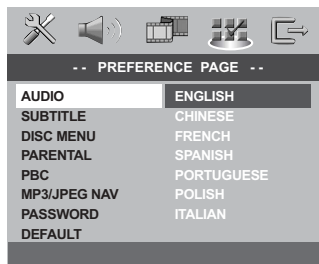 -- PREFERENCE PAGE --
AUDIO ENGLISH
SUBTITLE CHINESE
DISC MENU FRENCH
PARENTAL SPANISH
PBC PORTUGUESE
MP3/JPEG NAV POLISH
PASSWORD ITALIAN
DEFAULT